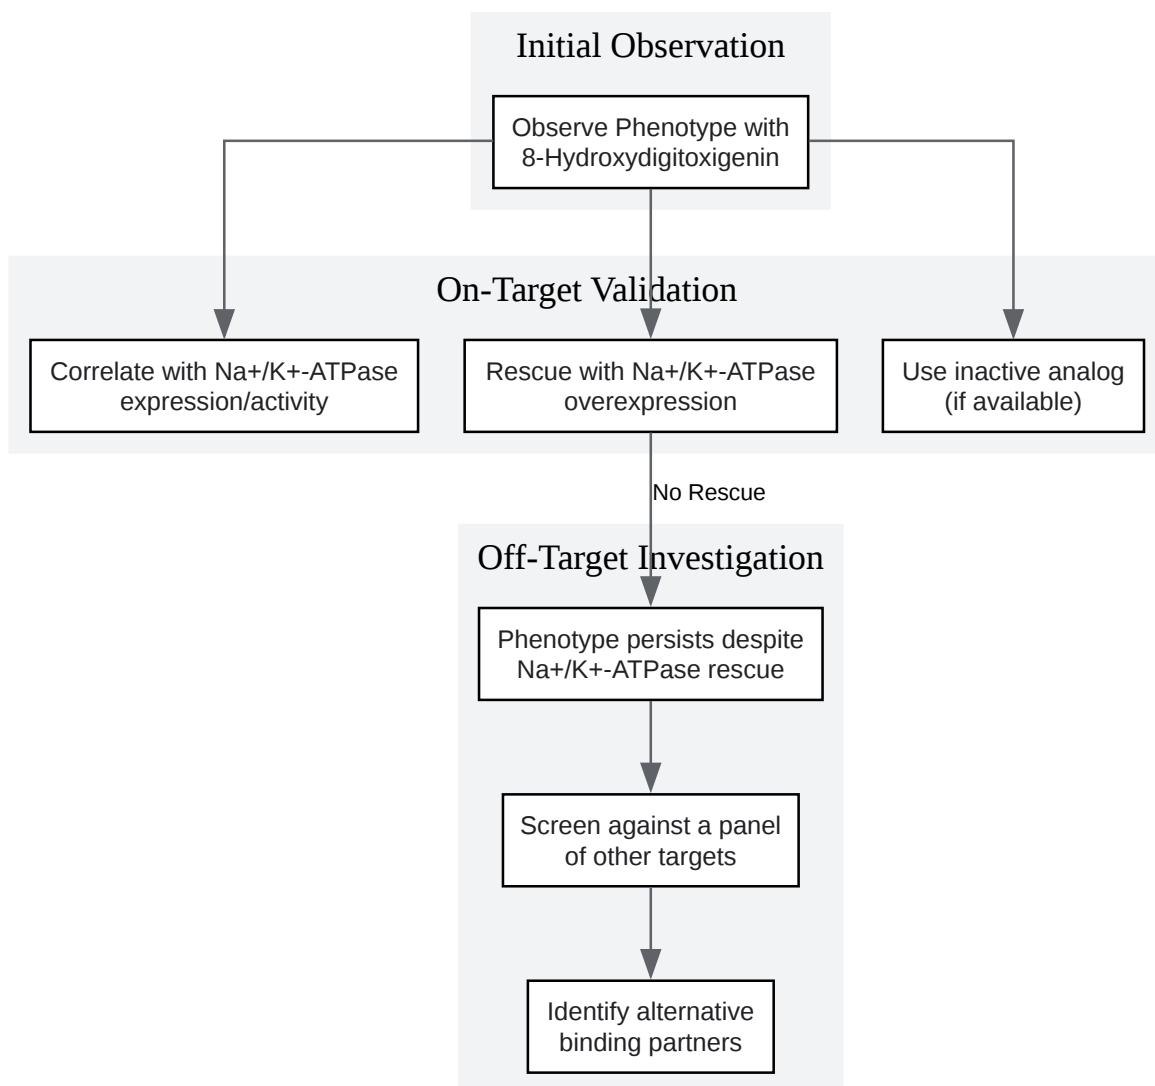 Initial Observation
Observe Phenotype with
8-Hydroxydigitoxigenin
On-Target Validation
Correlate with Na+/K+-ATPase
expression/activity
Rescue with Na+/K+-ATPase
overexpression
Use inactive analog
(if available)
No Rescue
Off-Target Investigation
Phenotype persists despite
Na+/K+-ATPase rescue
Screen against a panel
of other targets
Identify alternative
binding partners